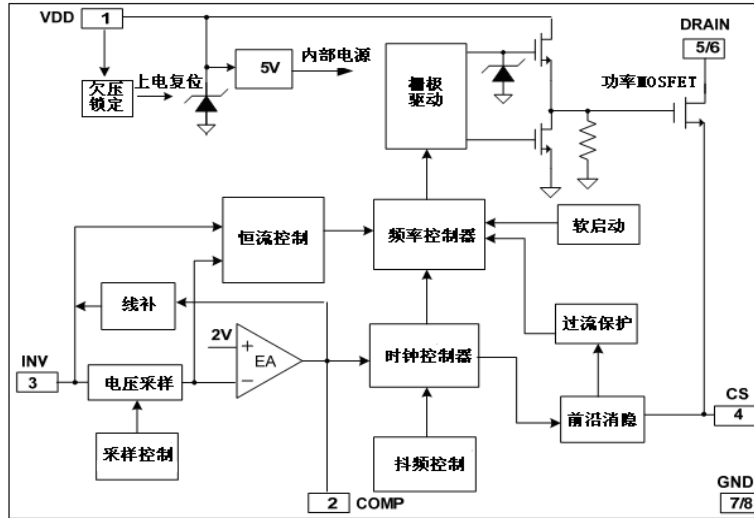 VDD
1
DRAIN
5/6
欠压
锁定
上电复位
5V
内部电源
栅极
驱动
功率MOSFET
恒流控制
频率控制器
软启动
线补
2V
+
EA
−
时钟控制器
过流保护
INV
3
电压采样
前沿消隐
CS
4
采样控制
抖频控制
2
COMP
GND
7/8